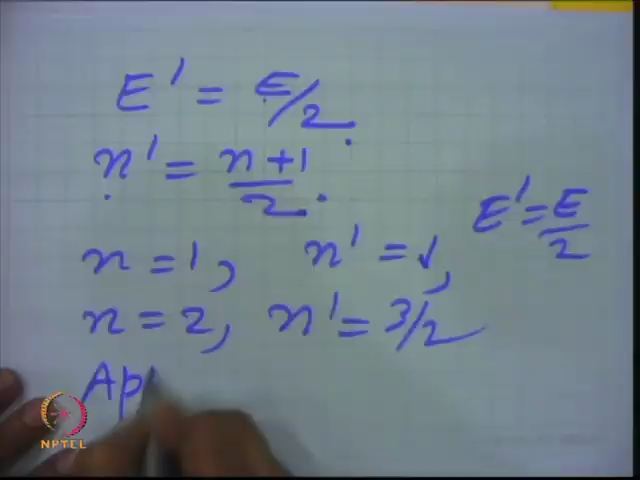 E' = E/2
n' = n+1/2
E' = E/2
n = 1, n' = 1,
n = 2, n' = 3/2
Ap
NPTEL